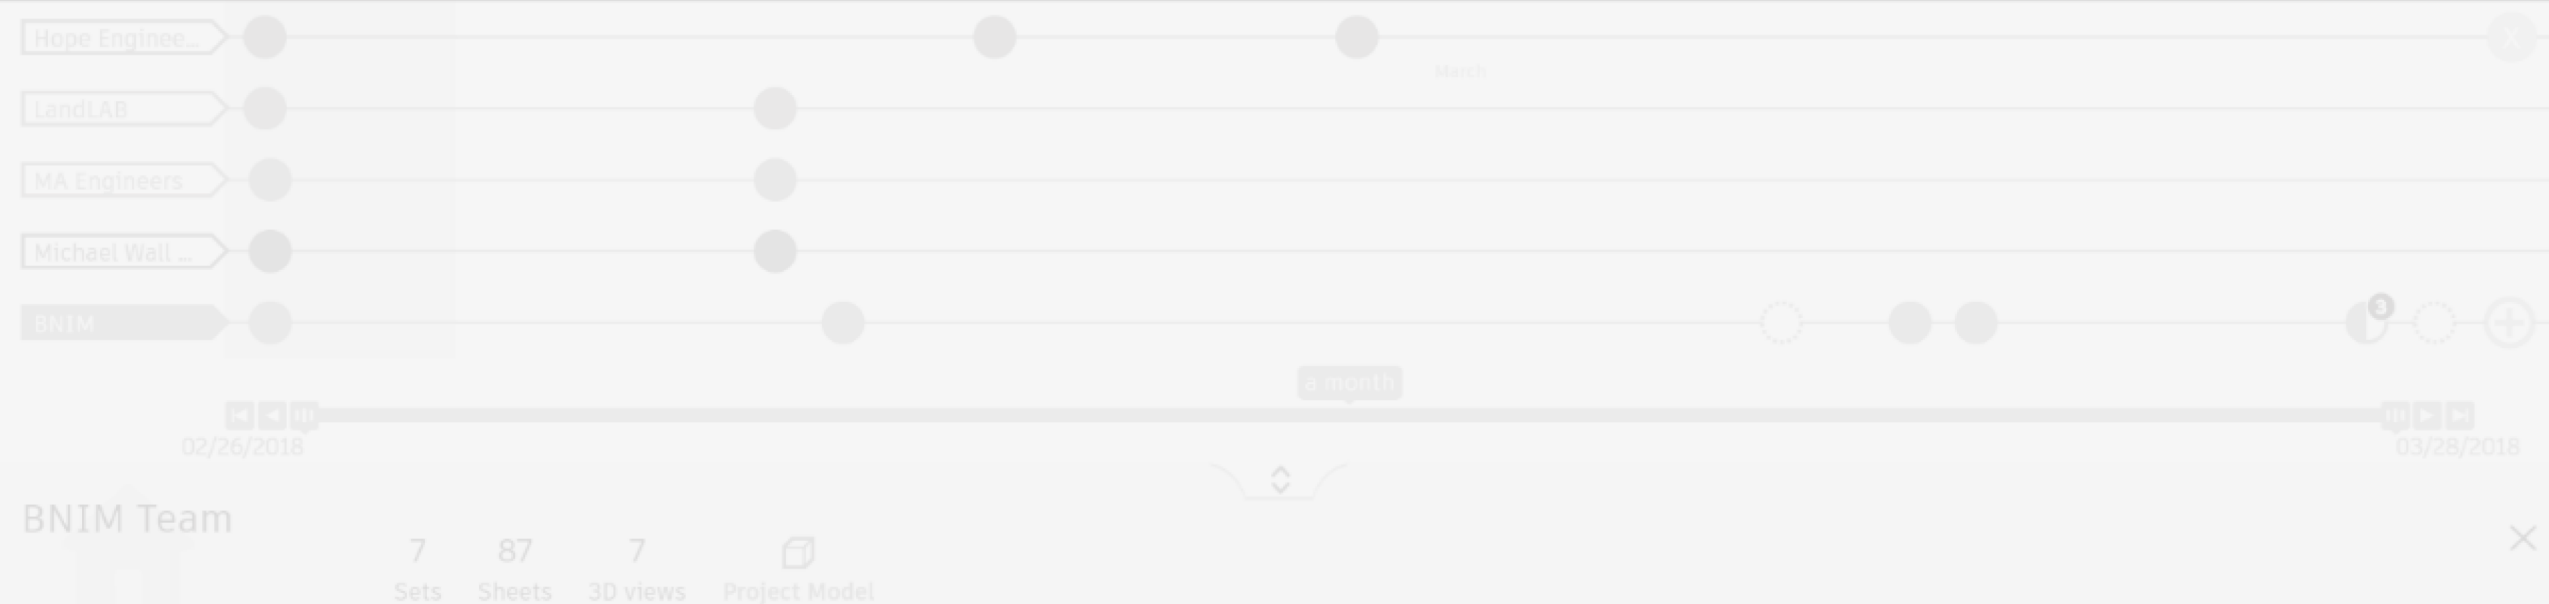 Hope Enginee...
X
March
LandLAB
MA Engineers
Michael Wall ...
BNIM
3
a month
02/26/2018
03/28/2018
BNIM Team
7 87 7
Sets Sheets 3D views Project Model